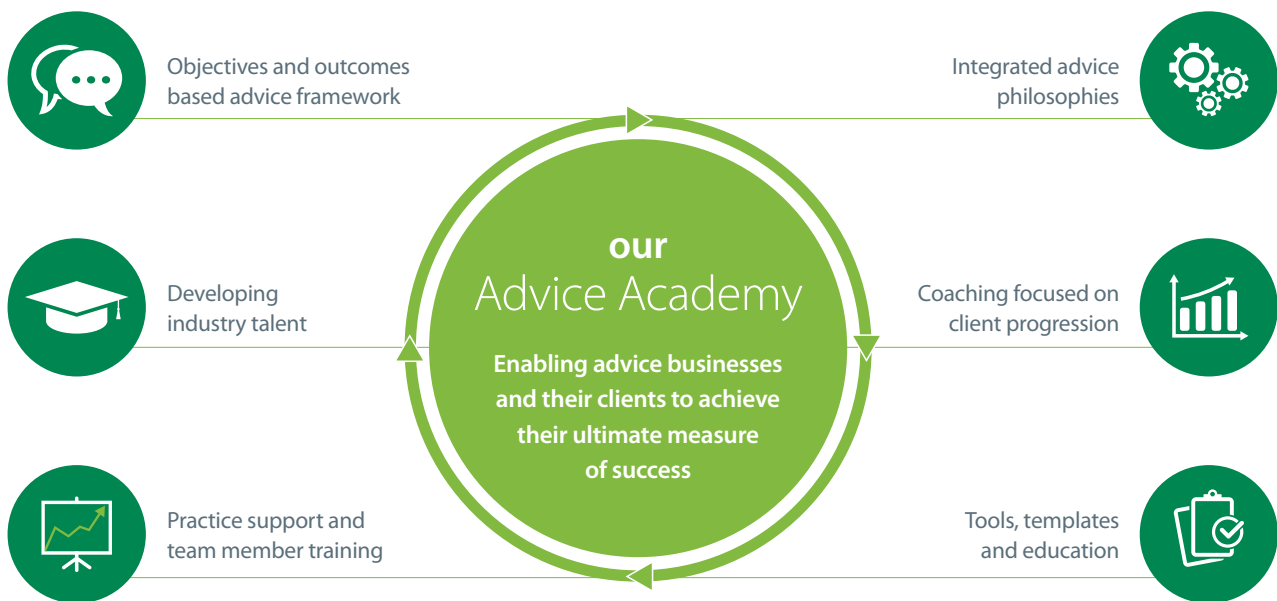 Objectives and outcomes
based advice framework
Integrated advice
philosophies
our
Advice Academy
Enabling advice businesses
and their clients to achieve
their ultimate measure
of success
Developing
industry talent
Coaching focused on
client progression
Practice support and
team member training
Tools, templates
and education